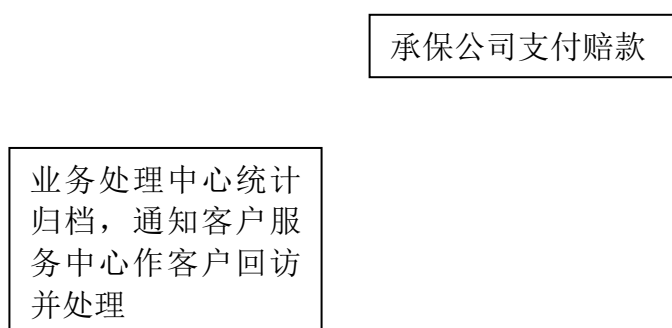 承保公司支付赔款
业务处理中心统计
归档，通知客户服
务中心作客户回访
并处理